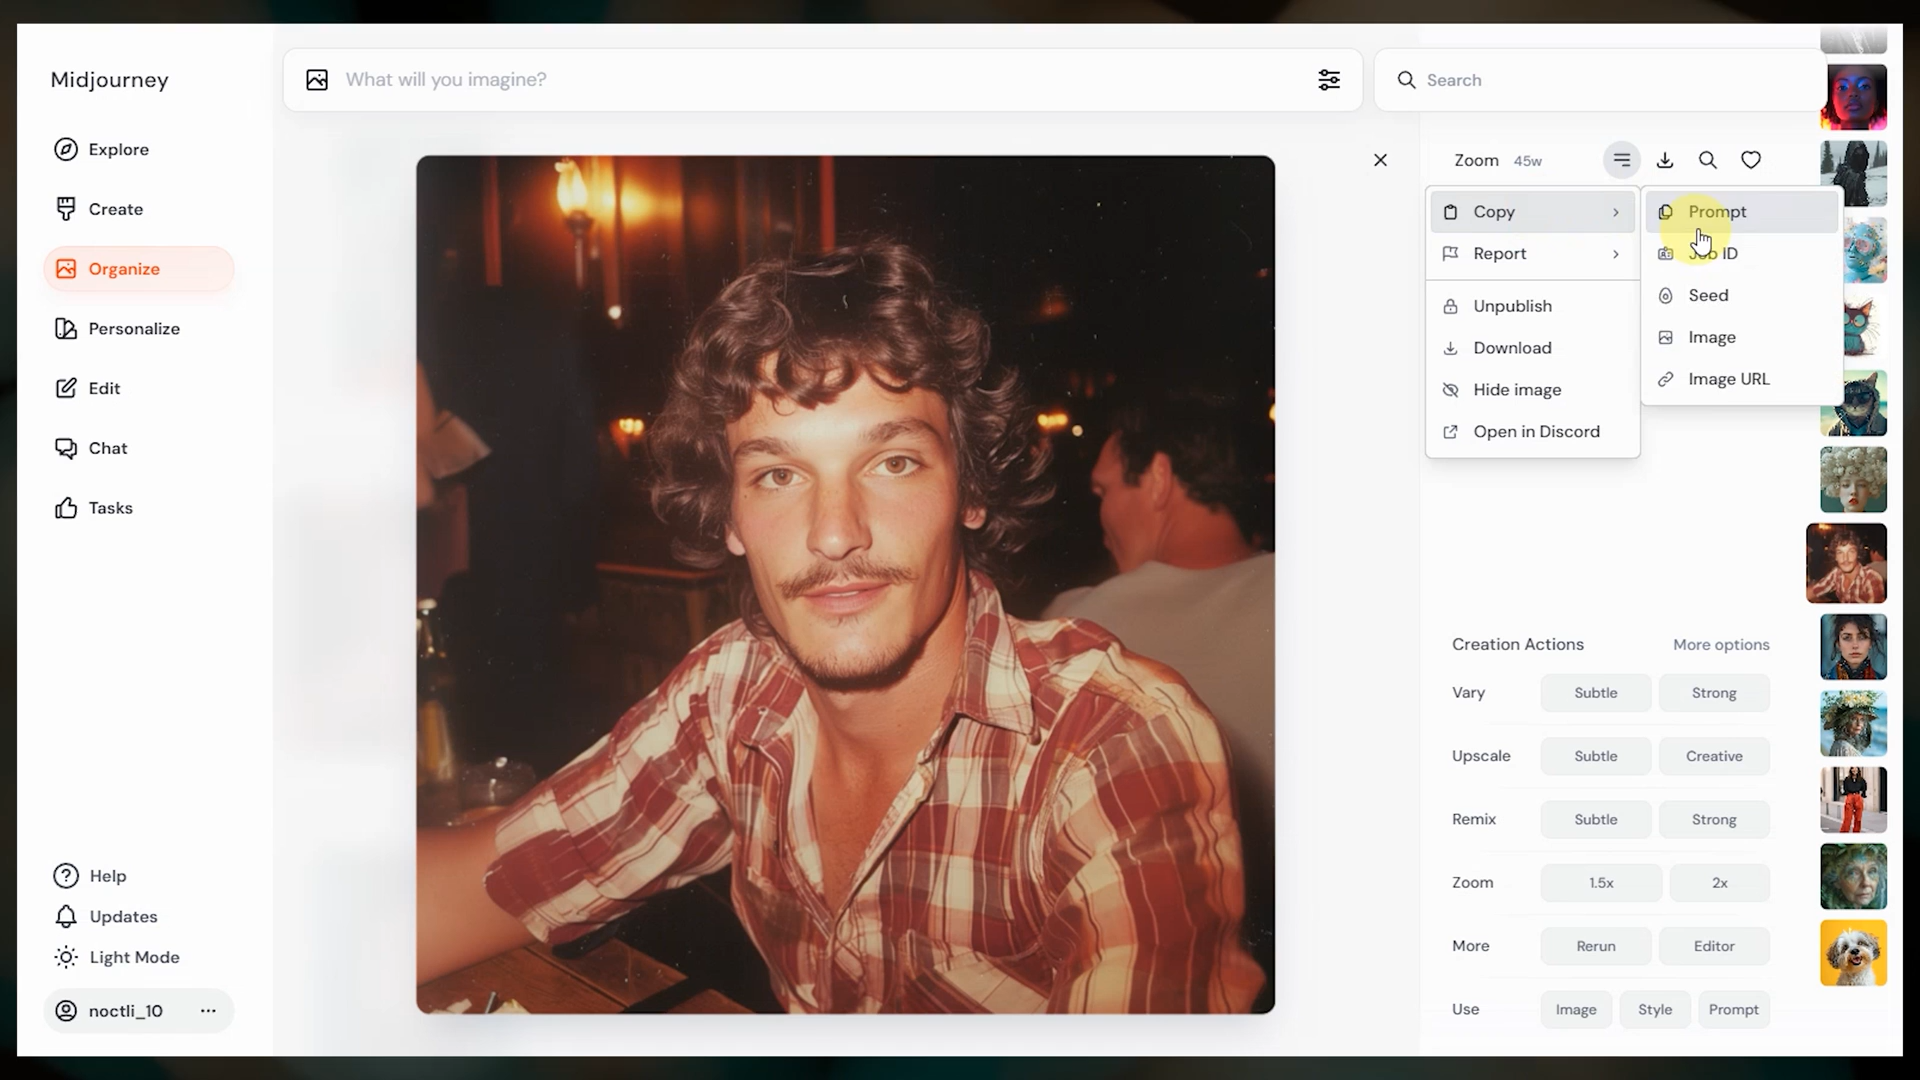 Midjourney
What will you imagine?
Search
Explore
Create
Organize
Personalize
Edit
Chat
Tasks
Help
Updates
Light Mode
noctli_10
Zoom 45w
Copy
Report
Unpublish
Download
Hide image
Open in Discord
Prompt
Job ID
Seed
Image
Image URL
Creation Actions More options
Vary Subtle Strong
Upscale Subtle Creative
Remix Subtle Strong
Zoom 1.5x 2x
More Rerun Editor
Use Image Style Prompt